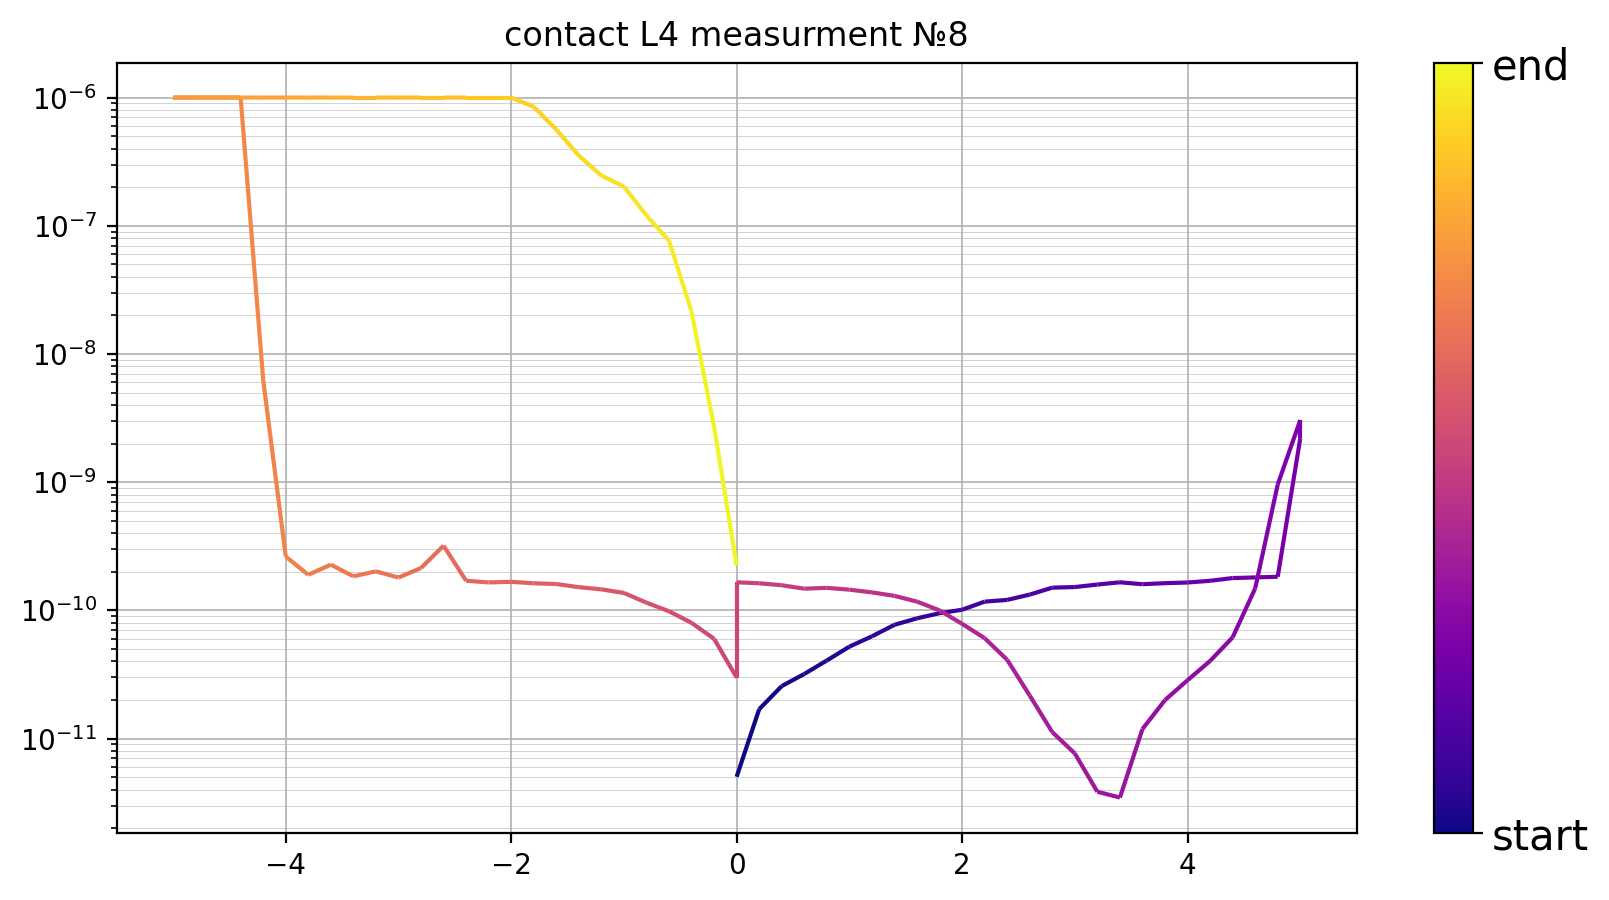 contact L4 measurment №8
10⁻⁶
10⁻⁷
10⁻⁸
10⁻⁹
10⁻¹⁰
10⁻¹¹
−4 −2 0 2 4
end
start